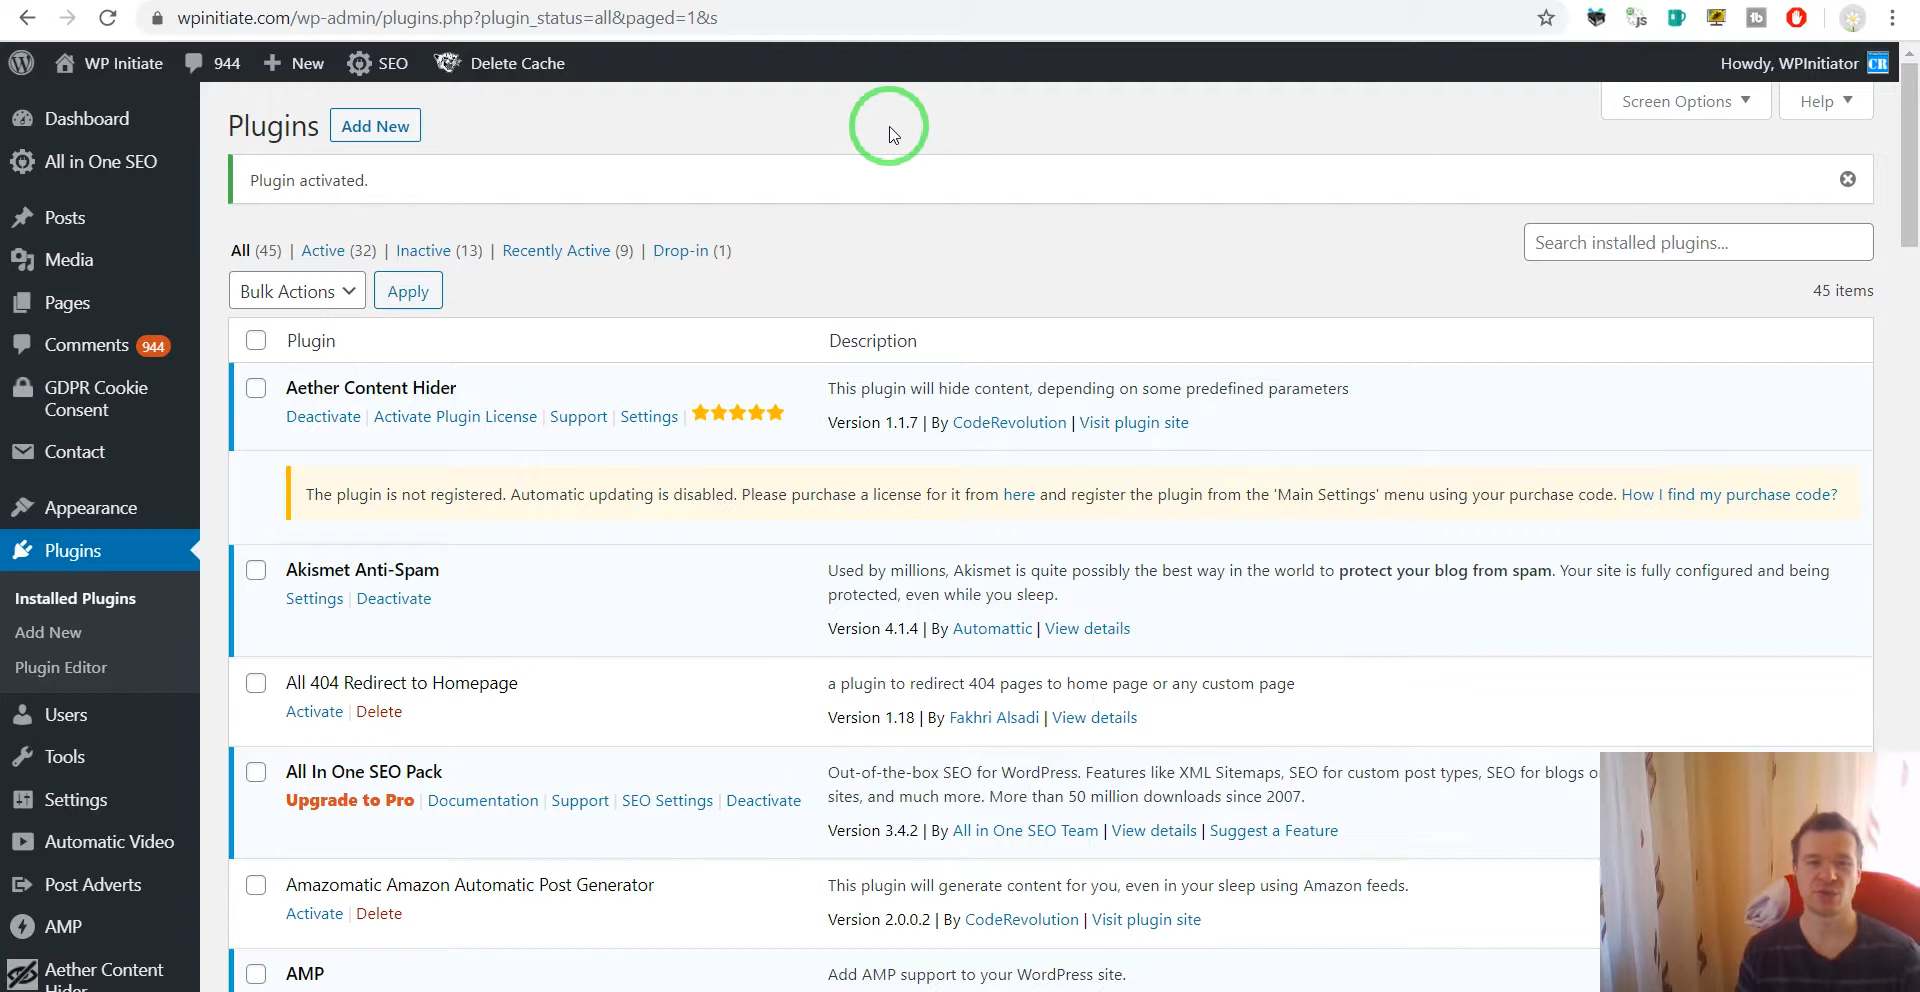 wpinitiate.com/wp-admin/plugins.php?plugin_status=all&paged=1&s
WP Initiate 944 New SEO Delete Cache Howdy, WPInitiator CR
Dashboard
All in One SEO
Posts
Media
Pages
Comments 944
GDPR Cookie
Consent
Contact
Appearance
Plugins
Installed Plugins
Add New
Plugin Editor
Users
Tools
Settings
Automatic Video
Post Adverts
AMP
Aether Content
Hider
Screen Options Help
Plugins Add New
Plugin activated.
All (45) | Active (32) | Inactive (13) | Recently Active (9) | Drop-in (1)
Search installed plugins...
Bulk Actions Apply
45 items
Plugin Description
Aether Content Hider
Deactivate | Activate Plugin License | Support | Settings |
This plugin will hide content, depending on some predefined parameters
Version 1.1.7 | By CodeRevolution | Visit plugin site
The plugin is not registered. Automatic updating is disabled. Please purchase a license for it from here and register the plugin from the 'Main Settings' menu using your purchase code. How I find my purchase code?
Akismet Anti-Spam
Settings | Deactivate
Used by millions, Akismet is quite possibly the best way in the world to protect your blog from spam. Your site is fully configured and being
protected, even while you sleep.
Version 4.1.4 | By Automattic | View details
All 404 Redirect to Homepage
Activate | Delete
a plugin to redirect 404 pages to home page or any custom page
Version 1.18 | By Fakhri Alsadi | View details
All In One SEO Pack
Upgrade to Pro | Documentation | Support | SEO Settings | Deactivate
Out-of-the-box SEO for WordPress. Features like XML Sitemaps, SEO for custom post types, SEO for blogs
sites, and much more. More than 50 million downloads since 2007.
Version 3.4.2 | By All in One SEO Team | View details | Suggest a Feature
Amazomatic Amazon Automatic Post Generator
Activate | Delete
This plugin will generate content for you, even in your sleep using Amazon feeds.
Version 2.0.0.2 | By CodeRevolution | Visit plugin site
AMP
Add AMP support to your WordPress site.